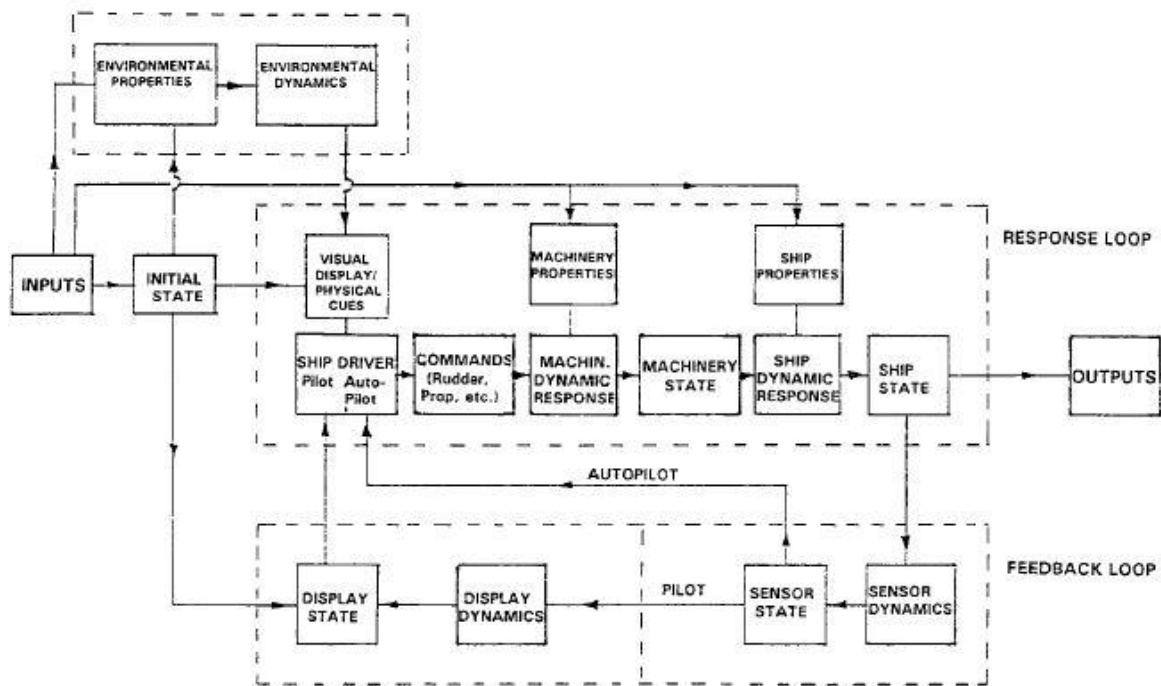 ENVIRONMENTAL
PROPERTIES
ENVIRONMENTAL
DYNAMICS
RESPONSE LOOP
INPUTS
INITIAL
STATE
VISUAL
DISPLAY/
PHYSICAL
CUES
MACHINERY
PROPERTIES
SHIP
PROPERTIES
SHIP DRIVER
Pilot Auto-
Pilot
COMMANDS
(Rudder,
Prop, etc.)
MACHIN.
DYNAMIC
RESPONSE
MACHINERY
STATE
SHIP
DYNAMIC
RESPONSE
SHIP
STATE
OUTPUTS
AUTOPILOT
FEEDBACK LOOP
DISPLAY
STATE
DISPLAY
DYNAMICS
PILOT
SENSOR
STATE
SENSOR
DYNAMICS